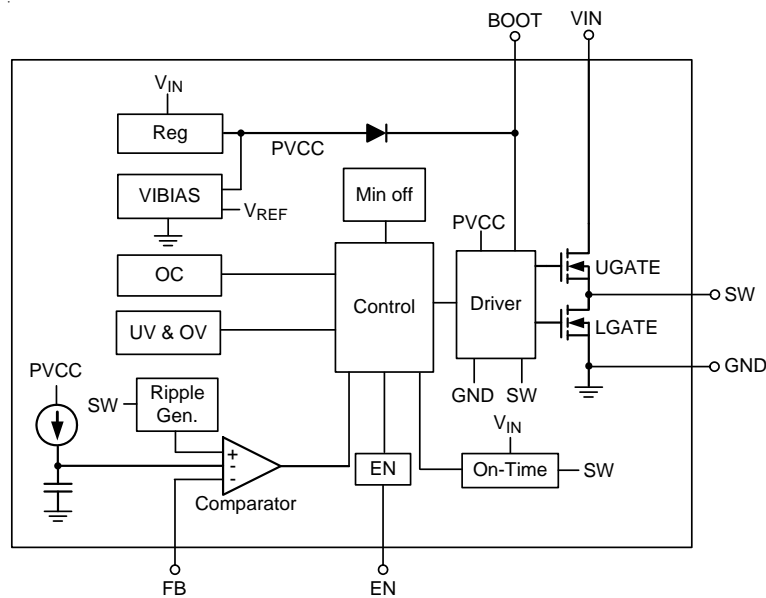 BOOT VIN
VIN
Reg
PVCC
VIBIAS
VREF
Min off
PVCC
OC
UGATE
Control
Driver
SW
UV & OV
LGATE
PVCC
GND
SW
Ripple
Gen.
GND SW
VIN
+
-
-
EN
On-Time
SW
Comparator
FB
EN